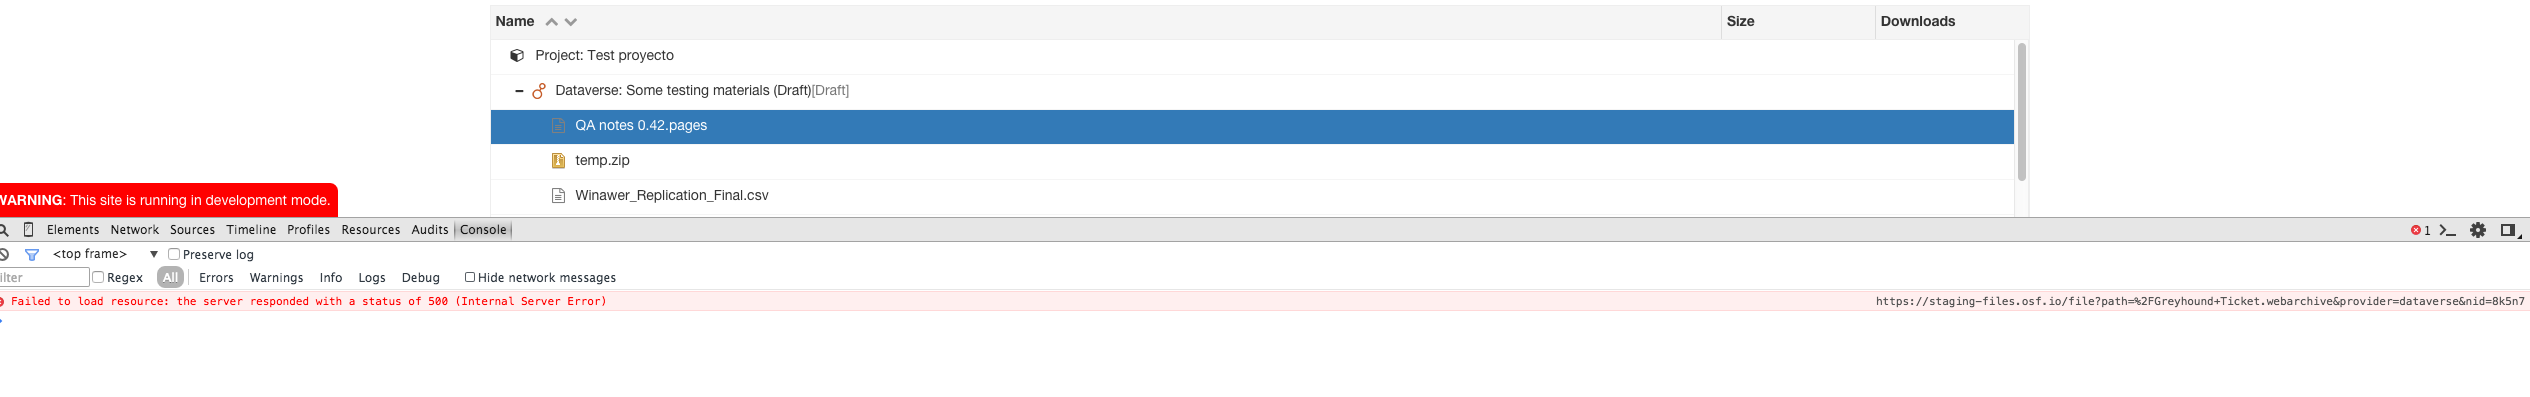 Name Size Downloads
Project: Test proyecto
Dataverse: Some testing materials (Draft)[Draft]
QA notes 0.42.pages
temp.zip
WARNING: This site is running in development mode.
Winawer_Replication_Final.csv
Elements Network Sources Timeline Profiles Resources Audits Console 1
<top frame> Preserve log
Regex All Errors Warnings Info Logs Debug Hide network messages
Failed to load resource: the server responded with a status of 500 (Internal Server Error) https://staging-files.osf.io/file?path=%2FGreyhound+Ticket.webarchive&provider=dataverse&nid=8k5n7